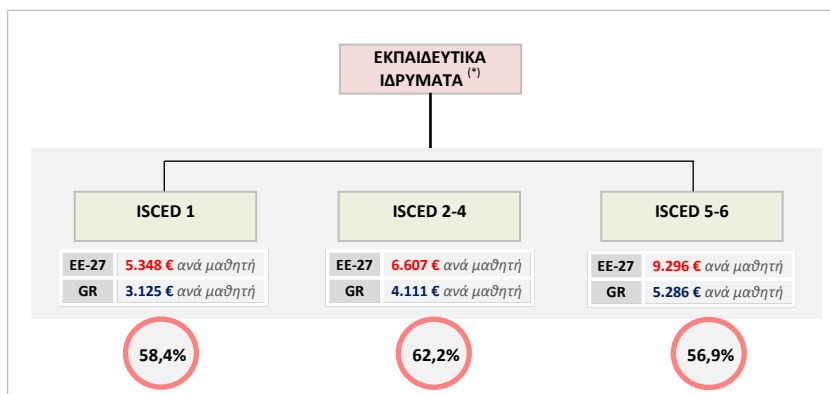 ΕΚΠΑΙΔΕΥΤΙΚΑ
ΙΔΡΥΜΑΤΑ (*)
ISCED 1
ISCED 2-4
ISCED 5-6
ΕΕ-27 5.348 € ανά μαθητή
GR 3.125 € ανά μαθητή
ΕΕ-27 6.607 € ανά μαθητή
GR 4.111 € ανά μαθητή
ΕΕ-27 9.296 € ανά μαθητή
GR 5.286 € ανά μαθητή
58,4%
62,2%
56,9%